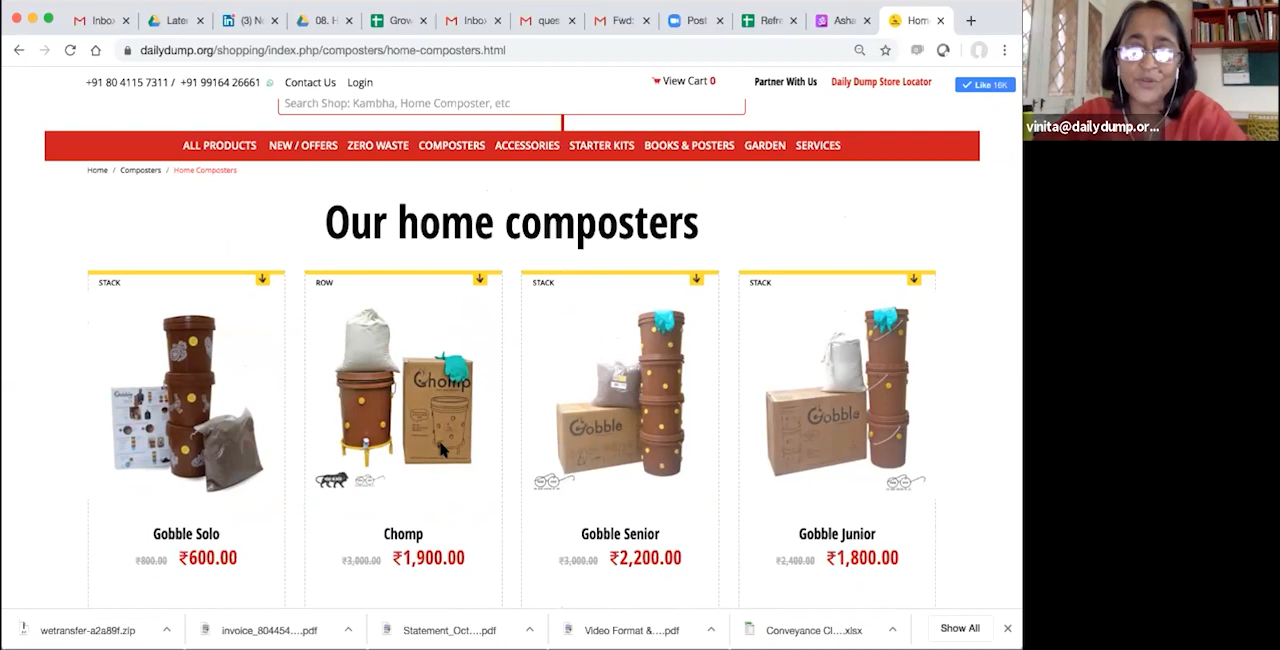 Inbo
Late
(3) N
08. H
Grov
Inbo
ques
Fwd:
Post
Refre
Asha
Hom
dailydump.org/shopping/index.php/composters/home-composters.html
vinita@dailydump.or...
+91 80 4115 7311 / +91 99164 26661
Contact Us
Login
View Cart 0
Partner With Us
Daily Dump Store Locator
Like 16K
Search Shop: Kambha, Home Composter, etc
ALL PRODUCTS NEW / OFFERS ZERO WASTE COMPOSTERS ACCESSORIES STARTER KITS BOOKS & POSTERS GARDEN SERVICES
Home / Composters / Home Composters
Our home composters
STACK
ROW
STACK
STACK
Chomp
Gobble
Gobble
Gobble Solo
₹800.00 ₹600.00
Chomp
₹3,000.00 ₹1,900.00
Gobble Senior
₹3,000.00 ₹2,200.00
Gobble Junior
₹2,400.00 ₹1,800.00
wetransfer-a2a89f.zip
invoice_804454....pdf
Statement_Oct....pdf
Video Format &....pdf
Conveyance Cl....xlsx
Show All